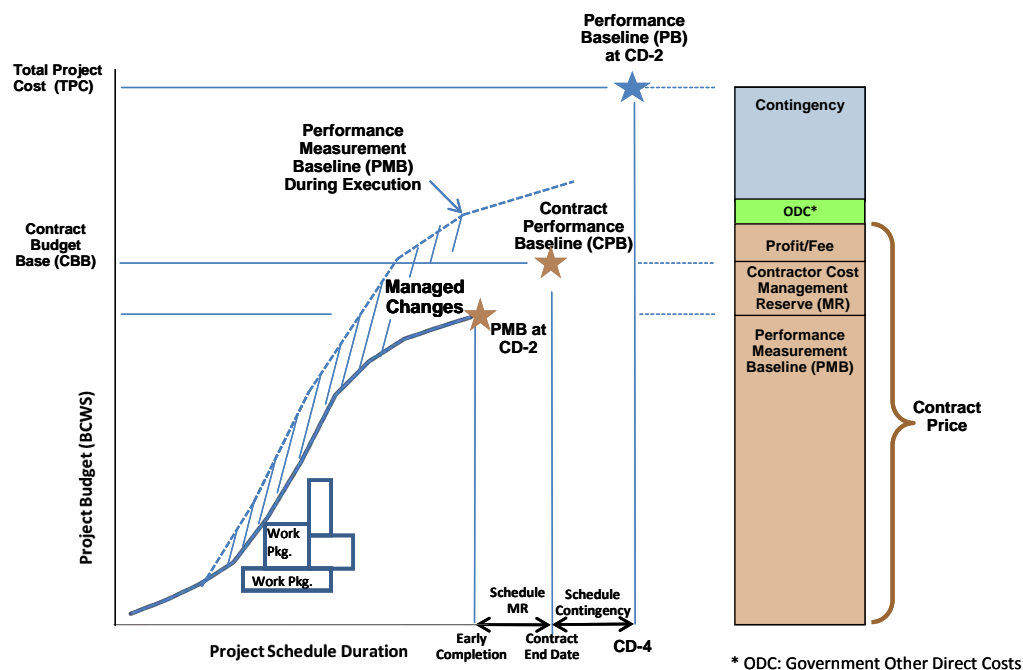 Performance
Baseline (PB)
at CD-2
Total Project
Cost (TPC)
Contingency
Performance
Measurement
Baseline (PMB)
During Execution
ODC*
Contract
Performance
Baseline (CPB)
Contract
Budget
Base (CBB)
Profit/Fee
Contractor Cost
Management
Reserve (MR)
Managed
Changes
PMB at
CD-2
Performance
Measurement
Baseline (PMB)
Contract
Price
Project Budget (BCWS)
Work
Pkg.
Work Pkg.
Schedule
MR
Schedule
Contingency
Project Schedule Duration
Early
Completion
Contract
End Date
CD-4
* ODC: Government Other Direct Costs